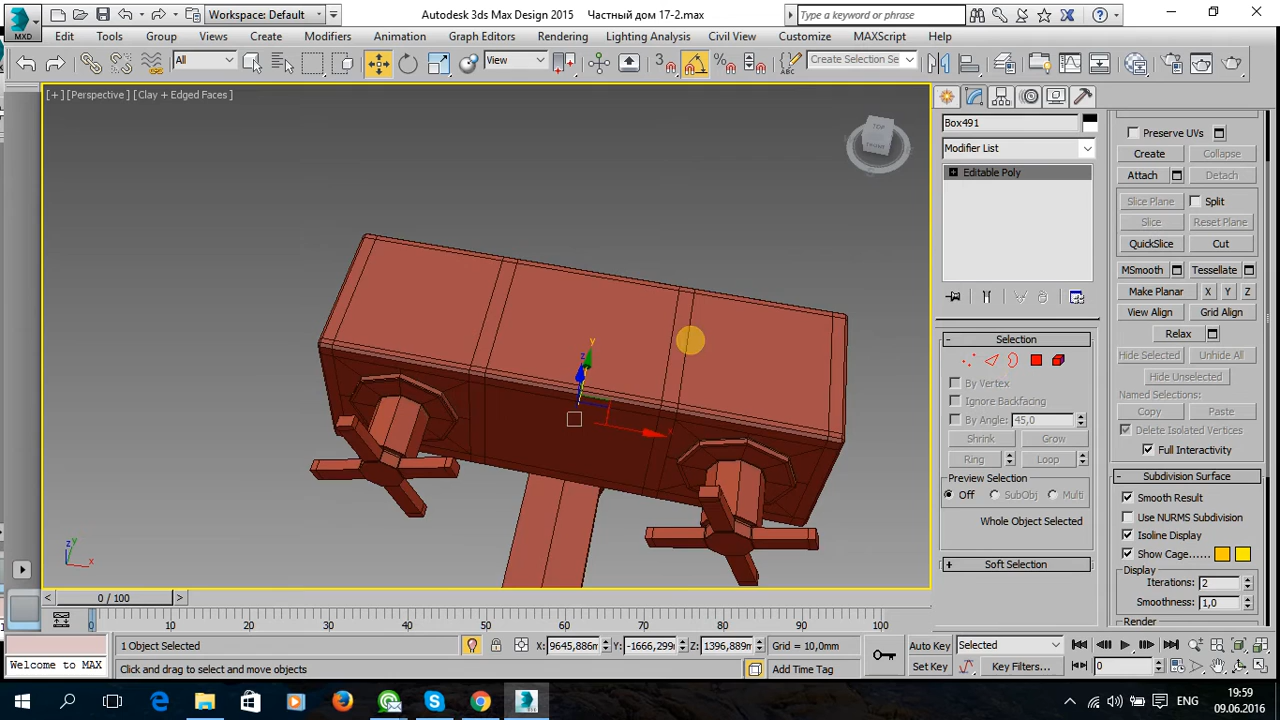 MXD
Workspace: Default
Autodesk 3ds Max Design 2015 Частный дом 17-2.max
Type a keyword or phrase
Edit Tools Group Views Create Modifiers Animation Graph Editors Rendering Lighting Analysis Civil View Customize MAXScript Help
All
View
3
%
Create Selection Se
[+] [Perspective] [Clay + Edged Faces]
TOP
FRONT
Box491
Modifier List
Editable Poly
Preserve UVs
Create Collapse
Attach Detach
Slice Plane Split
Slice Reset Plane
QuickSlice Cut
MSmooth Tessellate
Make Planar X Y Z
View Align Grid Align
Relax
Hide Selected Unhide All
Hide Unselected
Named Selections:
Copy Paste
Delete Isolated Vertices
Full Interactivity
- Subdivision Surface
Smooth Result
Use NURMS Subdivision
Isoline Display
Show Cage
Display
Iterations: 2
Smoothness: 1,0
Render
- Selection
By Vertex
Ignore Backfacing
By Angle: 45,0
Shrink Grow
Ring Loop
Preview Selection
Off SubObj Multi
Whole Object Selected
+ Soft Selection
y
z
x
z
y
x
< 0 / 100 >
0 10 20 30 40 50 60 70 80 90 100
1 Object Selected
X: 9645,886m Y: -1666,299m Z: 1396,889m
Grid = 10,0mm
Auto Key Selected
Welcome to MAX
Click and drag to select and move objects
Add Time Tag
Set Key Key Filters...
0
ENG
19:59
09.06.2016